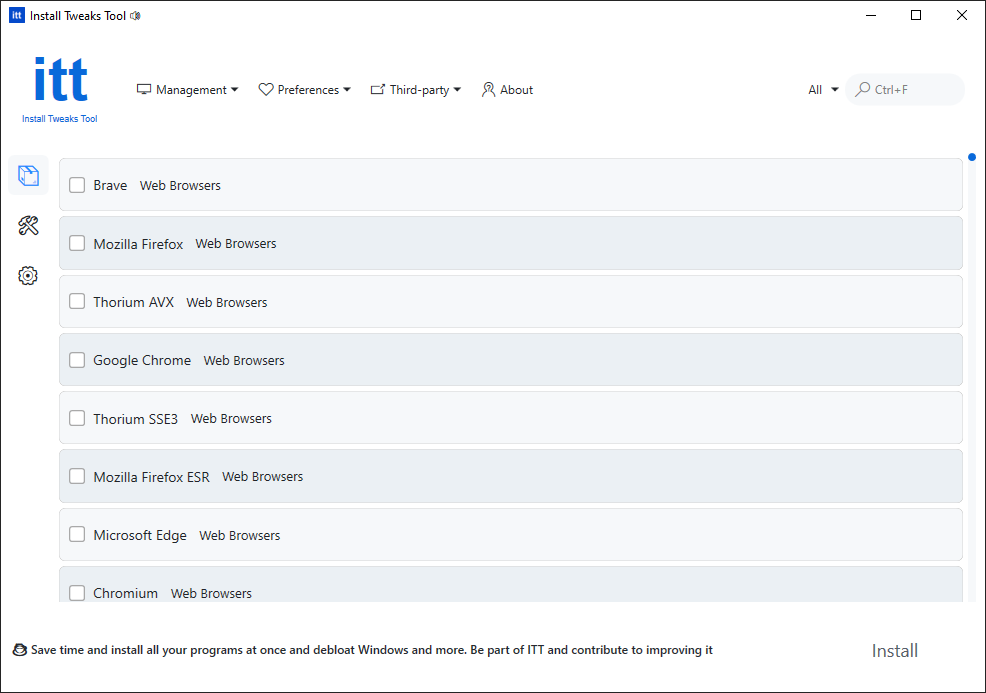 itt Install Tweaks Tool
itt
Install Tweaks Tool
Management
Preferences
Third-party
About
All
Ctrl+F
Brave Web Browsers
Mozilla Firefox Web Browsers
Thorium AVX Web Browsers
Google Chrome Web Browsers
Thorium SSE3 Web Browsers
Mozilla Firefox ESR Web Browsers
Microsoft Edge Web Browsers
Chromium Web Browsers
Save time and install all your programs at once and debloat Windows and more. Be part of ITT and contribute to improving it
Install